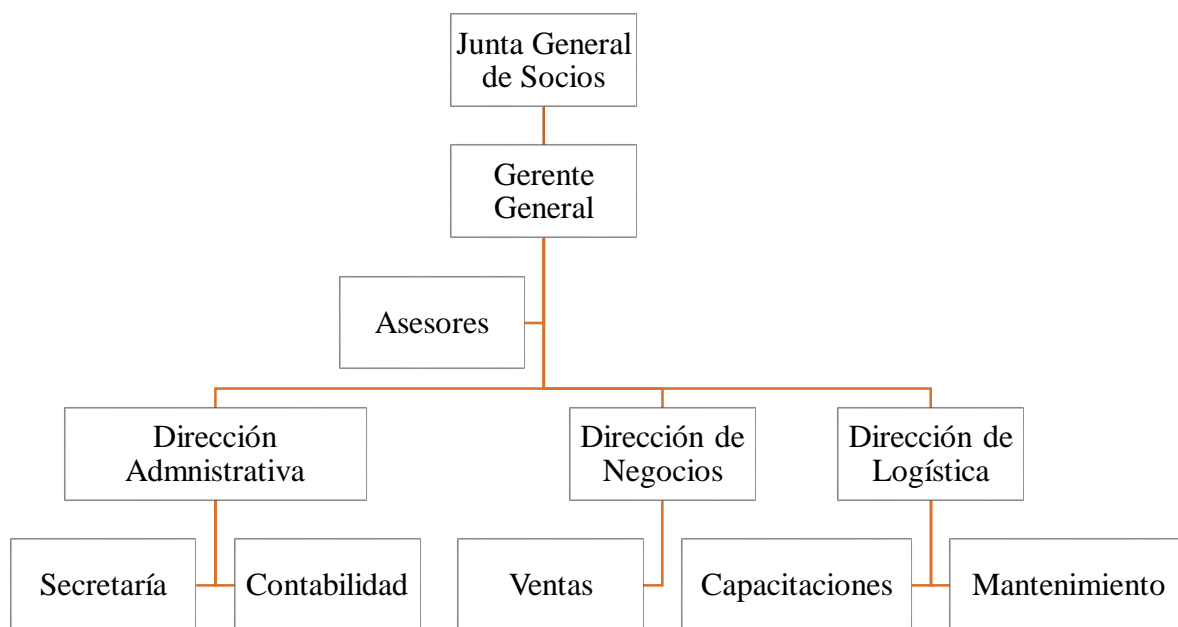 Junta General
de Socios
Gerente
General
Asesores
Dirección
Admnistrativa
Dirección de
Negocios
Dirección de
Logística
Secretaría
Contabilidad
Ventas
Capacitaciones
Mantenimiento